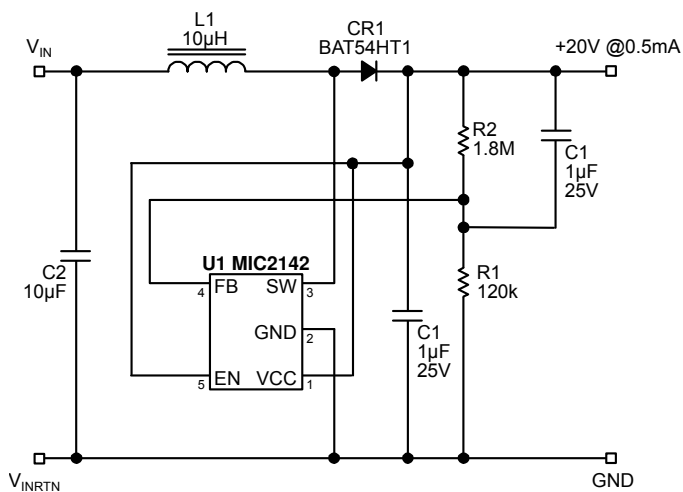 L1
10µH
CR1
BAT54HT1
VIN
+20V @0.5mA
R2
1.8M
C1
1µF
25V
U1 MIC2142
C2
10µF
4
FB
SW
3
R1
120k
GND
2
C1
1µF
25V
5
EN
VCC
1
VINRTN
GND